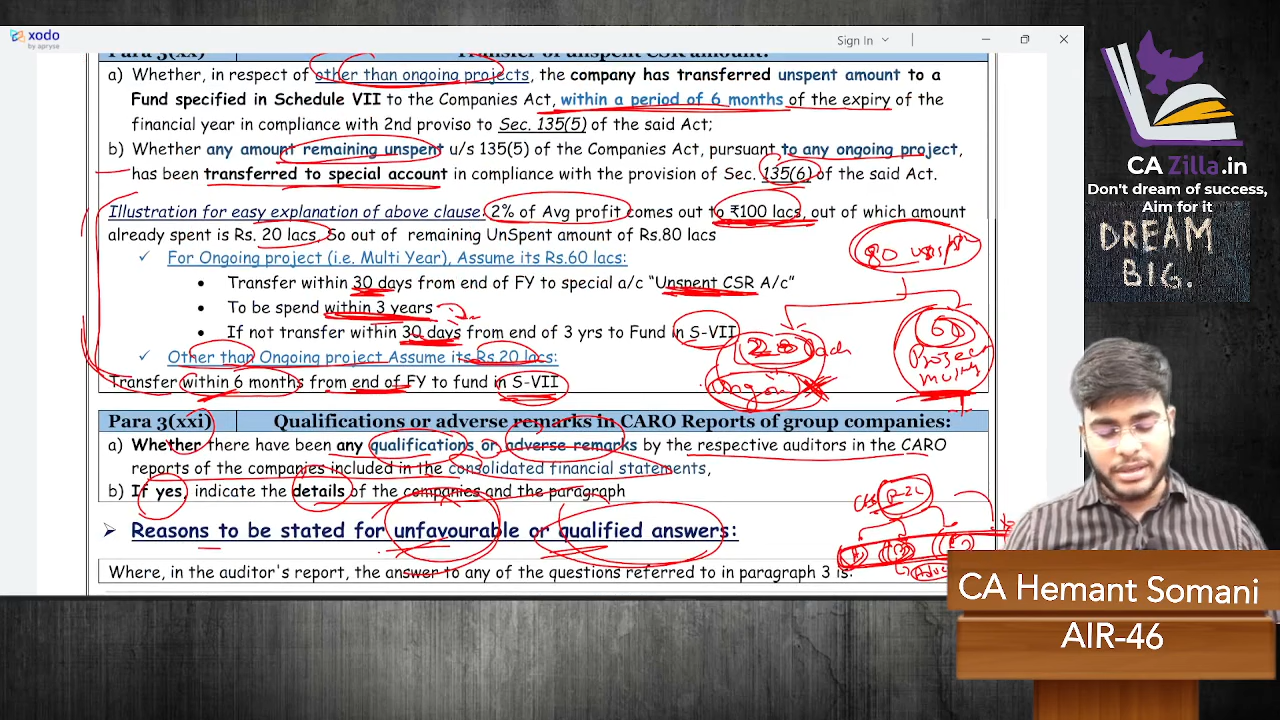 xodo
by apryse
Sign In
Para 3(xx) Transfer of unspent CSR amount:
a) Whether, in respect of other than ongoing projects, the company has transferred unspent amount to a
Fund specified in Schedule VII to the Companies Act, within a period of 6 months of the expiry of the
financial year in compliance with 2nd proviso to Sec. 135(5) of the said Act;
b) Whether any amount remaining unspent u/s 135(5) of the Companies Act, pursuant to any ongoing project,
has been transferred to special account in compliance with the provision of Sec. 135(6) of the said Act.
Illustration for easy explanation of above clause. 2% of Avg profit comes out to ₹100 lacs, out of which amount
already spent is Rs. 20 lacs. So out of remaining UnSpent amount of Rs.80 lacs
✓ For Ongoing project (i.e. Multi Year), Assume its Rs.60 lacs:
• Transfer within 30 days from end of FY to special a/c “Unspent CSR A/c”
• To be spend within 3 years
• If not transfer within 30 days from end of 3 yrs to Fund in S-VII
✓ Other than Ongoing project Assume its Rs.20 lacs:
Transfer within 6 months from end of FY to fund in S-VII
80
20
60
Project
Para 3(xxi) Qualifications or adverse remarks in CARO Reports of group companies:
a) Whether there have been any qualifications or adverse remarks by the respective auditors in the CARO
reports of the companies included in the consolidated financial statements,
b) If yes, indicate the details of the companies and the paragraph
➢ Reasons to be stated for unfavourable or qualified answers:
Where, in the auditor's report, the answer to any of the questions referred to in paragraph 3 is:
CA Zilla.in
Don't dream of success,
Aim for it
DREAM
BIG.
CA Hemant Somani
AIR-46